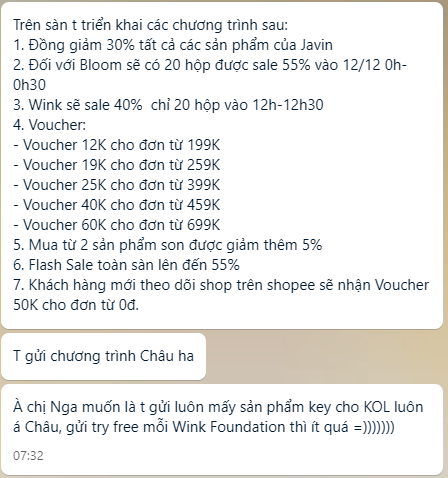 Trên sàn t triển khai các chương trình sau:
1. Đồng giảm 30% tất cả các sản phẩm của Javin
2. Đối với Bloom sẽ có 20 hộp được sale 55% vào 12/12 0h-
0h30
3. Wink sẽ sale 40%  chỉ 20 hộp vào 12h-12h30
4. Voucher:
- Voucher 12K cho đơn từ 199K
- Voucher 19K cho đơn từ 259K
- Voucher 25K cho đơn từ 399K
- Voucher 40K cho đơn từ 459K
- Voucher 60K cho đơn từ 699K
5. Mua từ 2 sản phẩm son được giảm thêm 5%
6. Flash Sale toàn sàn lên đến 55%
7. Khách hàng mới theo dõi shop trên shopee sẽ nhận Voucher
50K cho đơn từ 0đ.
T gửi chương trình Châu ha
À chị Nga muốn là t gửi luôn mấy sản phẩm key cho KOL luôn
á Châu, gửi try free mỗi Wink Foundation thì ít quá =)))))))
07:32